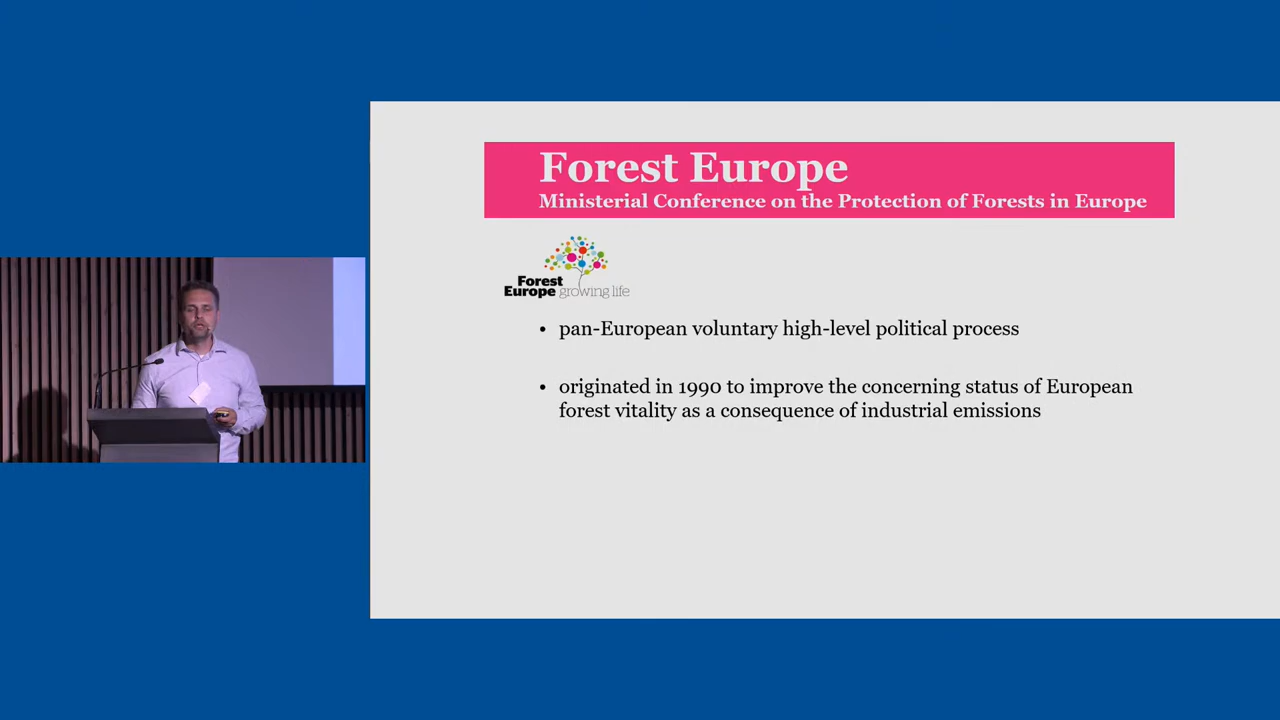 Forest Europe
Ministerial Conference on the Protection of Forests in Europe
Forest
Europe growing life
• pan-European voluntary high-level political process
• originated in 1990 to improve the concerning status of European
forest vitality as a consequence of industrial emissions